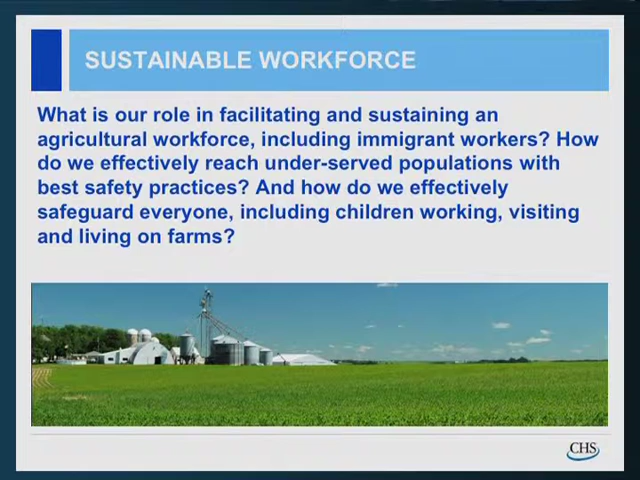 SUSTAINABLE WORKFORCE
What is our role in facilitating and sustaining an
agricultural workforce, including immigrant workers? How
do we effectively reach under-served populations with
best safety practices? And how do we effectively
safeguard everyone, including children working, visiting
and living on farms?
CHS